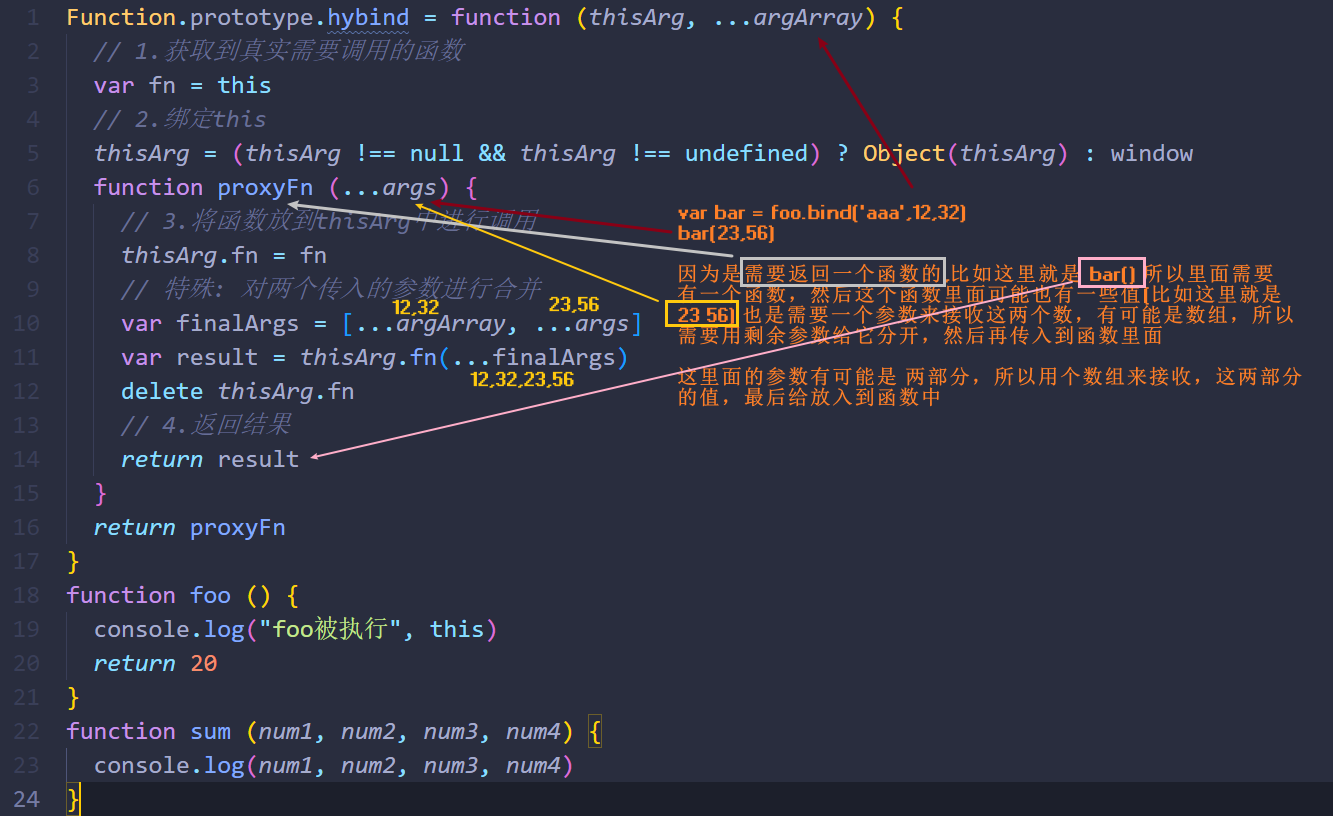 1 Function.prototype.hybind = function (thisArg, ...argArray) {
2 // 1.获取到真实需要调用的函数
3 var fn = this
4 // 2.绑定this
5 thisArg = (thisArg !== null && thisArg !== undefined) ? Object(thisArg) : window
6 function proxyFn (...args) {
7 // 3.将函数放到thisArg中进行调用
8 thisArg.fn = fn
9 // 特殊: 对两个传入的参数进行合并
10 var finalArgs = [...argArray, ...args]
11 var result = thisArg.fn(...finalArgs)
12 delete thisArg.fn
13 // 4.返回结果
14 return result
15 }
16 return proxyFn
17 }
18 function foo () {
19 console.log("foo被执行", this)
20 return 20
21 }
22 function sum (num1, num2, num3, num4) {
23 console.log(num1, num2, num3, num4)
24 }
var bar = foo.bind('aaa',12,32)
bar(23,56)
因为是需要返回一个函数的,比如这里就是 bar() 所以里面需要
有一个函数，然后这个函数里面可能也有一些值(比如这里就是
23 56) 也是需要一个参数来接收这两个数，有可能是数组，所以
需要用剩余参数给它分开，然后再传入到函数里面
这里面的参数有可能是 两部分，所以用个数组来接收，这两部分
的值，最后给放入到函数中
12,32
23,56
12,32,23,56